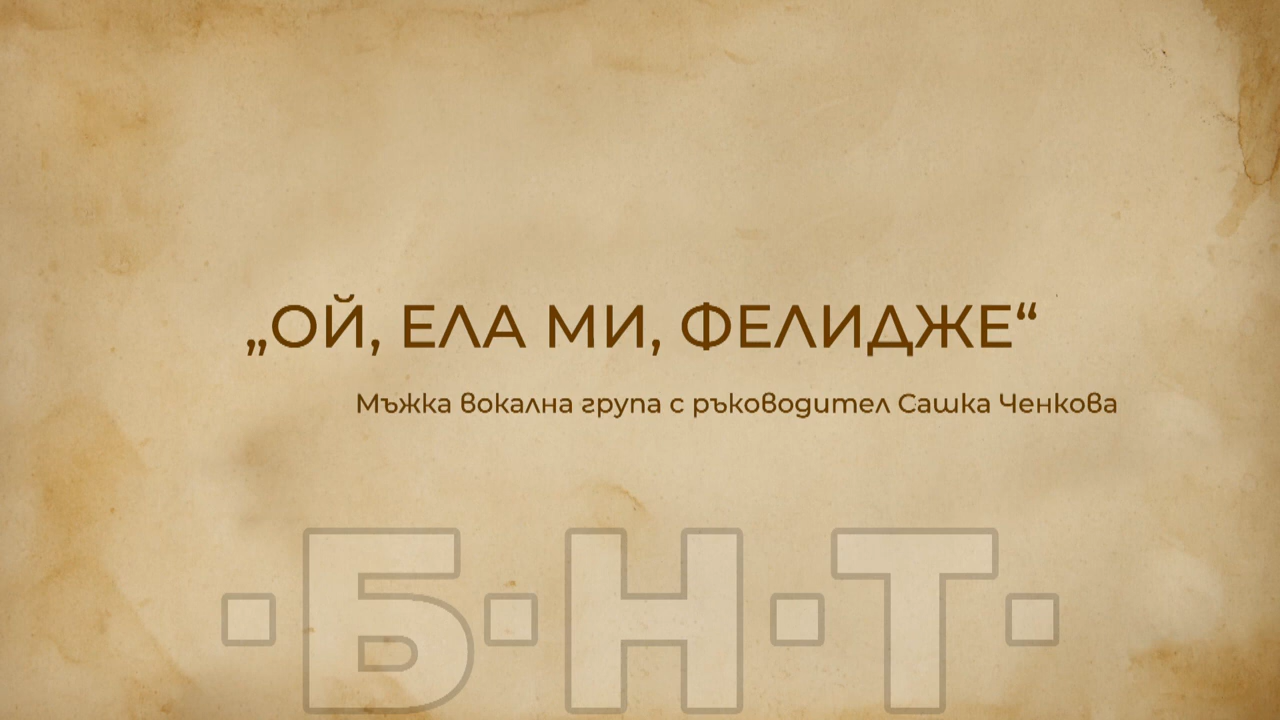 „ОЙ, ЕЛА МИ, ФЕЛИДЖЕ“
Мъжка вокална група с ръководител Сашка Ченкова
·Б·Н·Т·